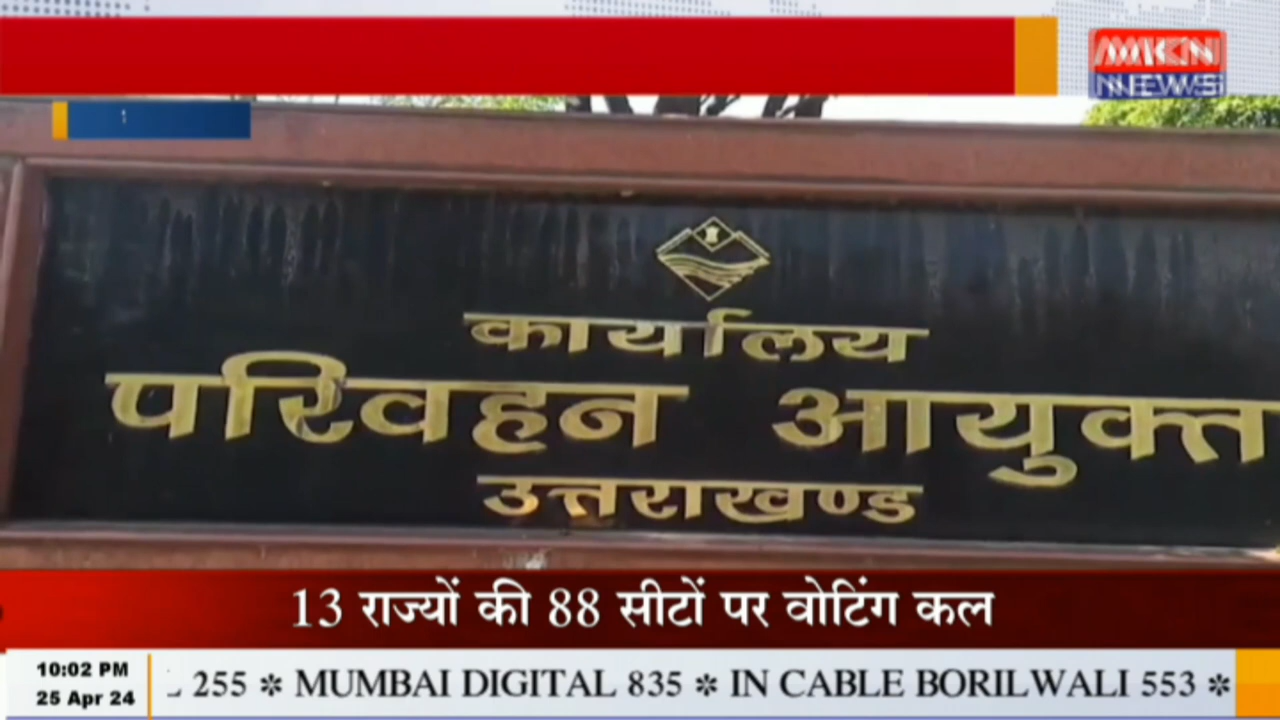 NEWS
1
कार्यालय
परिवहन आयुक्त
उत्तराखण्ड
13 राज्यों की 88 सीटों पर वोटिंग कल
10:02 PM
25 Apr 24
255 * MUMBAI DIGITAL 835 * IN CABLE BORILWALI 553 *